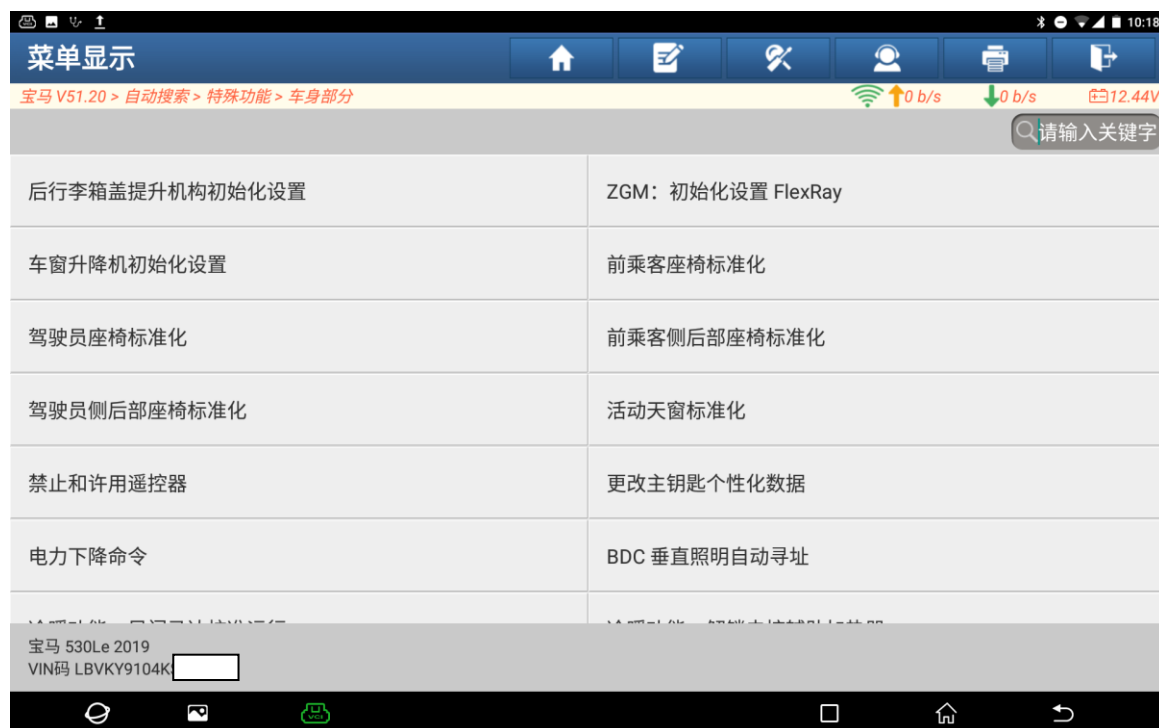 10:18
菜单显示
宝马 V51.20 > 自动搜索 > 特殊功能 > 车身部分
0 b/s
0 b/s
12.44V
请输入关键字
后行李箱盖提升机构初始化设置
ZGM：初始化设置 FlexRay
车窗升降机初始化设置
前乘客座椅标准化
驾驶员座椅标准化
前乘客侧后部座椅标准化
驾驶员侧后部座椅标准化
活动天窗标准化
禁止和许用遥控器
更改主钥匙个性化数据
电力下降命令
BDC 垂直照明自动寻址
宝马 530Le 2019
VIN码 LBVKY9104K
VCI